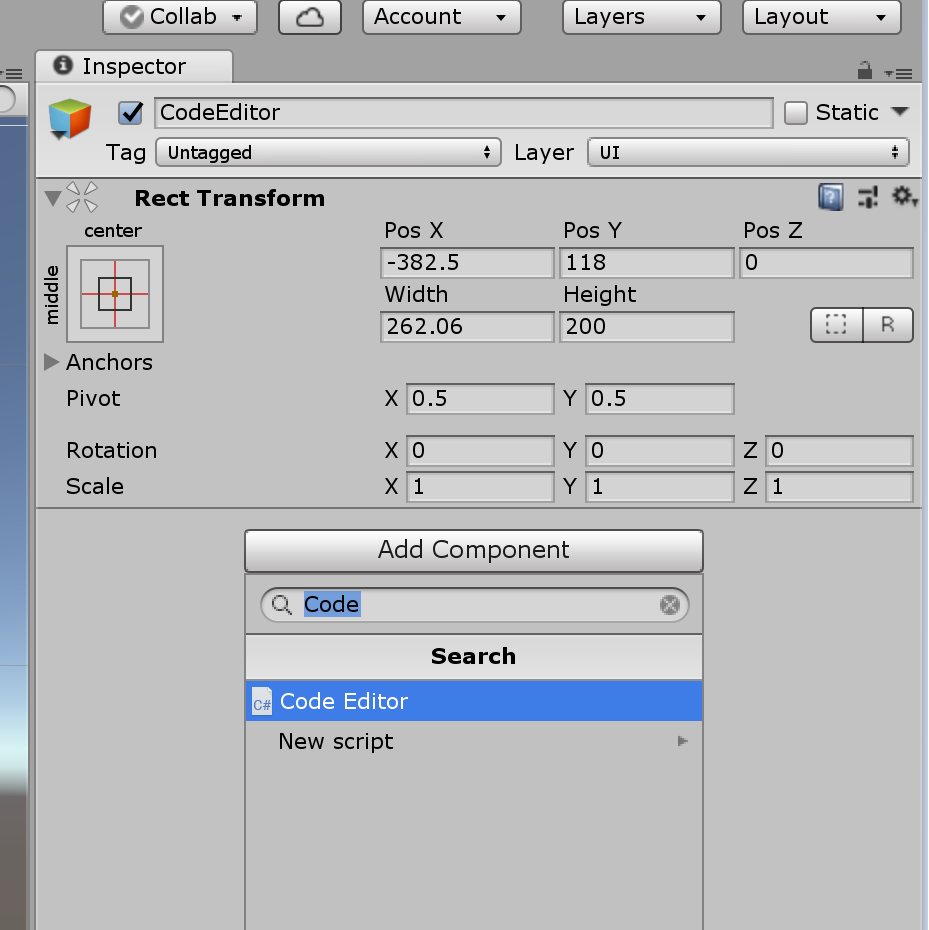 Collab Account Layers Layout
Inspector
CodeEditor Static
Tag Untagged Layer UI
Rect Transform
center Pos X Pos Y Pos Z
middle -382.5 118 0
Width Height
262.06 200 R
Anchors
Pivot X 0.5 Y 0.5
Rotation X 0 Y 0 Z 0
Scale X 1 Y 1 Z 1
Add Component
Code
Search
C# Code Editor
New script